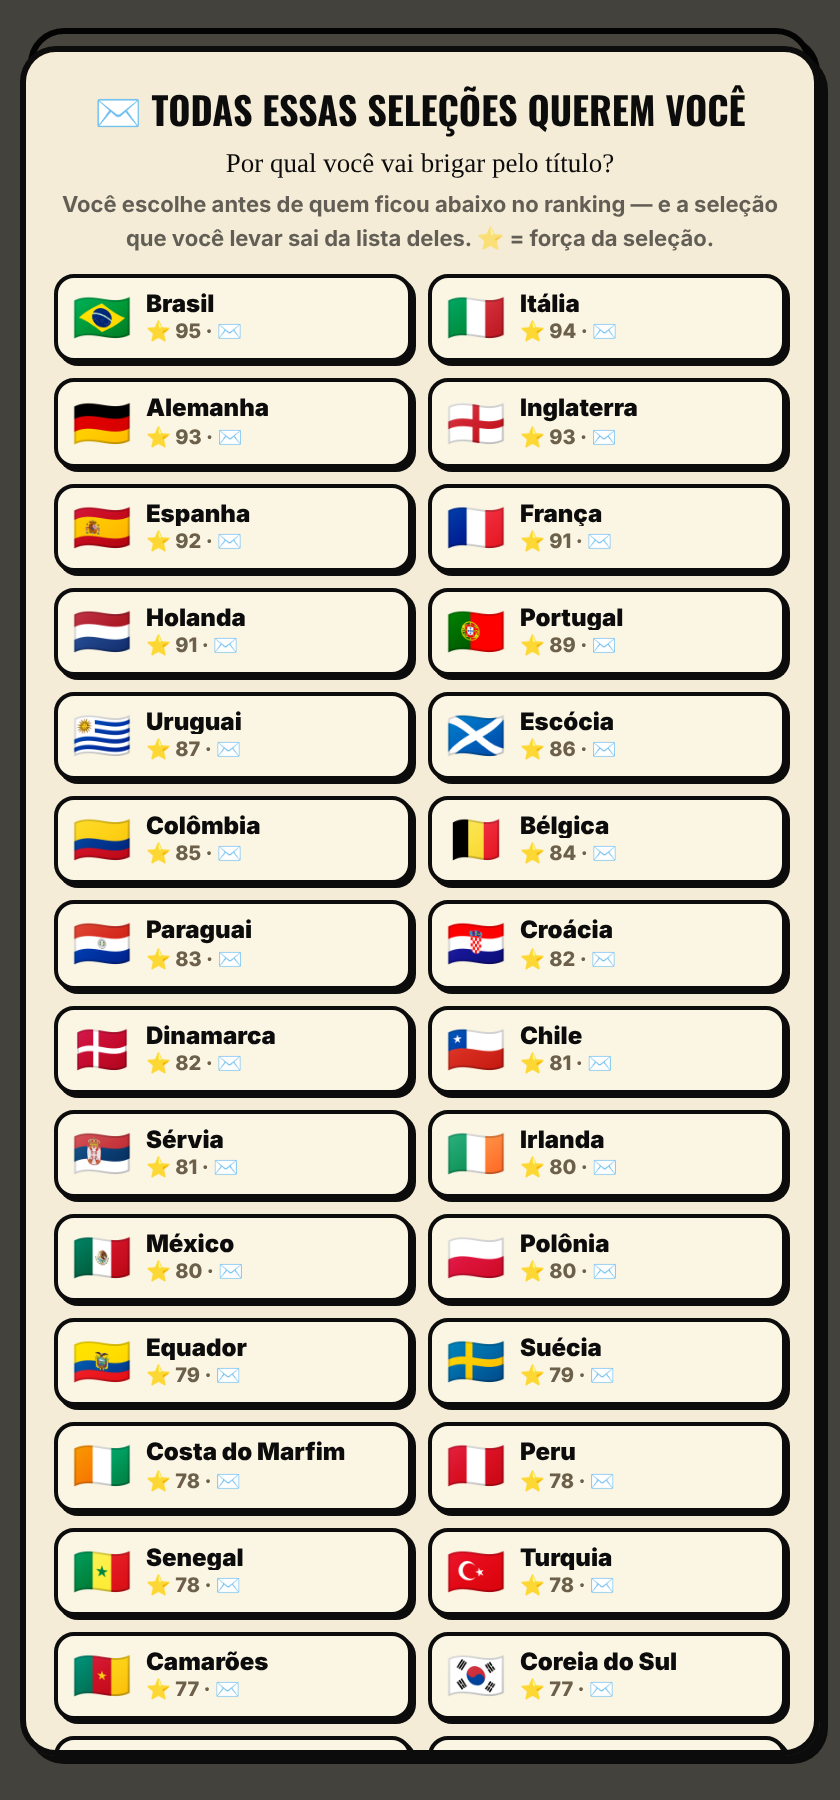 ✉️ TODAS ESSAS SELEÇÕES QUEREM VOCÊ
Por qual você vai brigar pelo título?
Você escolhe antes de quem ficou abaixo no ranking — e a seleção
que você levar sai da lista deles. ⭐ = força da seleção.
Brasil
⭐ 95 · ✉️
Itália
⭐ 94 · ✉️
Alemanha
⭐ 93 · ✉️
Inglaterra
⭐ 93 · ✉️
Espanha
⭐ 92 · ✉️
França
⭐ 91 · ✉️
Holanda
⭐ 91 · ✉️
Portugal
⭐ 89 · ✉️
Uruguai
⭐ 87 · ✉️
Escócia
⭐ 86 · ✉️
Colômbia
⭐ 85 · ✉️
Bélgica
⭐ 84 · ✉️
Paraguai
⭐ 83 · ✉️
Croácia
⭐ 82 · ✉️
Dinamarca
⭐ 82 · ✉️
Chile
⭐ 81 · ✉️
Sérvia
⭐ 81 · ✉️
Irlanda
⭐ 80 · ✉️
México
⭐ 80 · ✉️
Polônia
⭐ 80 · ✉️
Equador
⭐ 79 · ✉️
Suécia
⭐ 79 · ✉️
Costa do Marfim
⭐ 78 · ✉️
Peru
⭐ 78 · ✉️
Senegal
⭐ 78 · ✉️
Turquia
⭐ 78 · ✉️
Camarões
⭐ 77 · ✉️
Coreia do Sul
⭐ 77 · ✉️